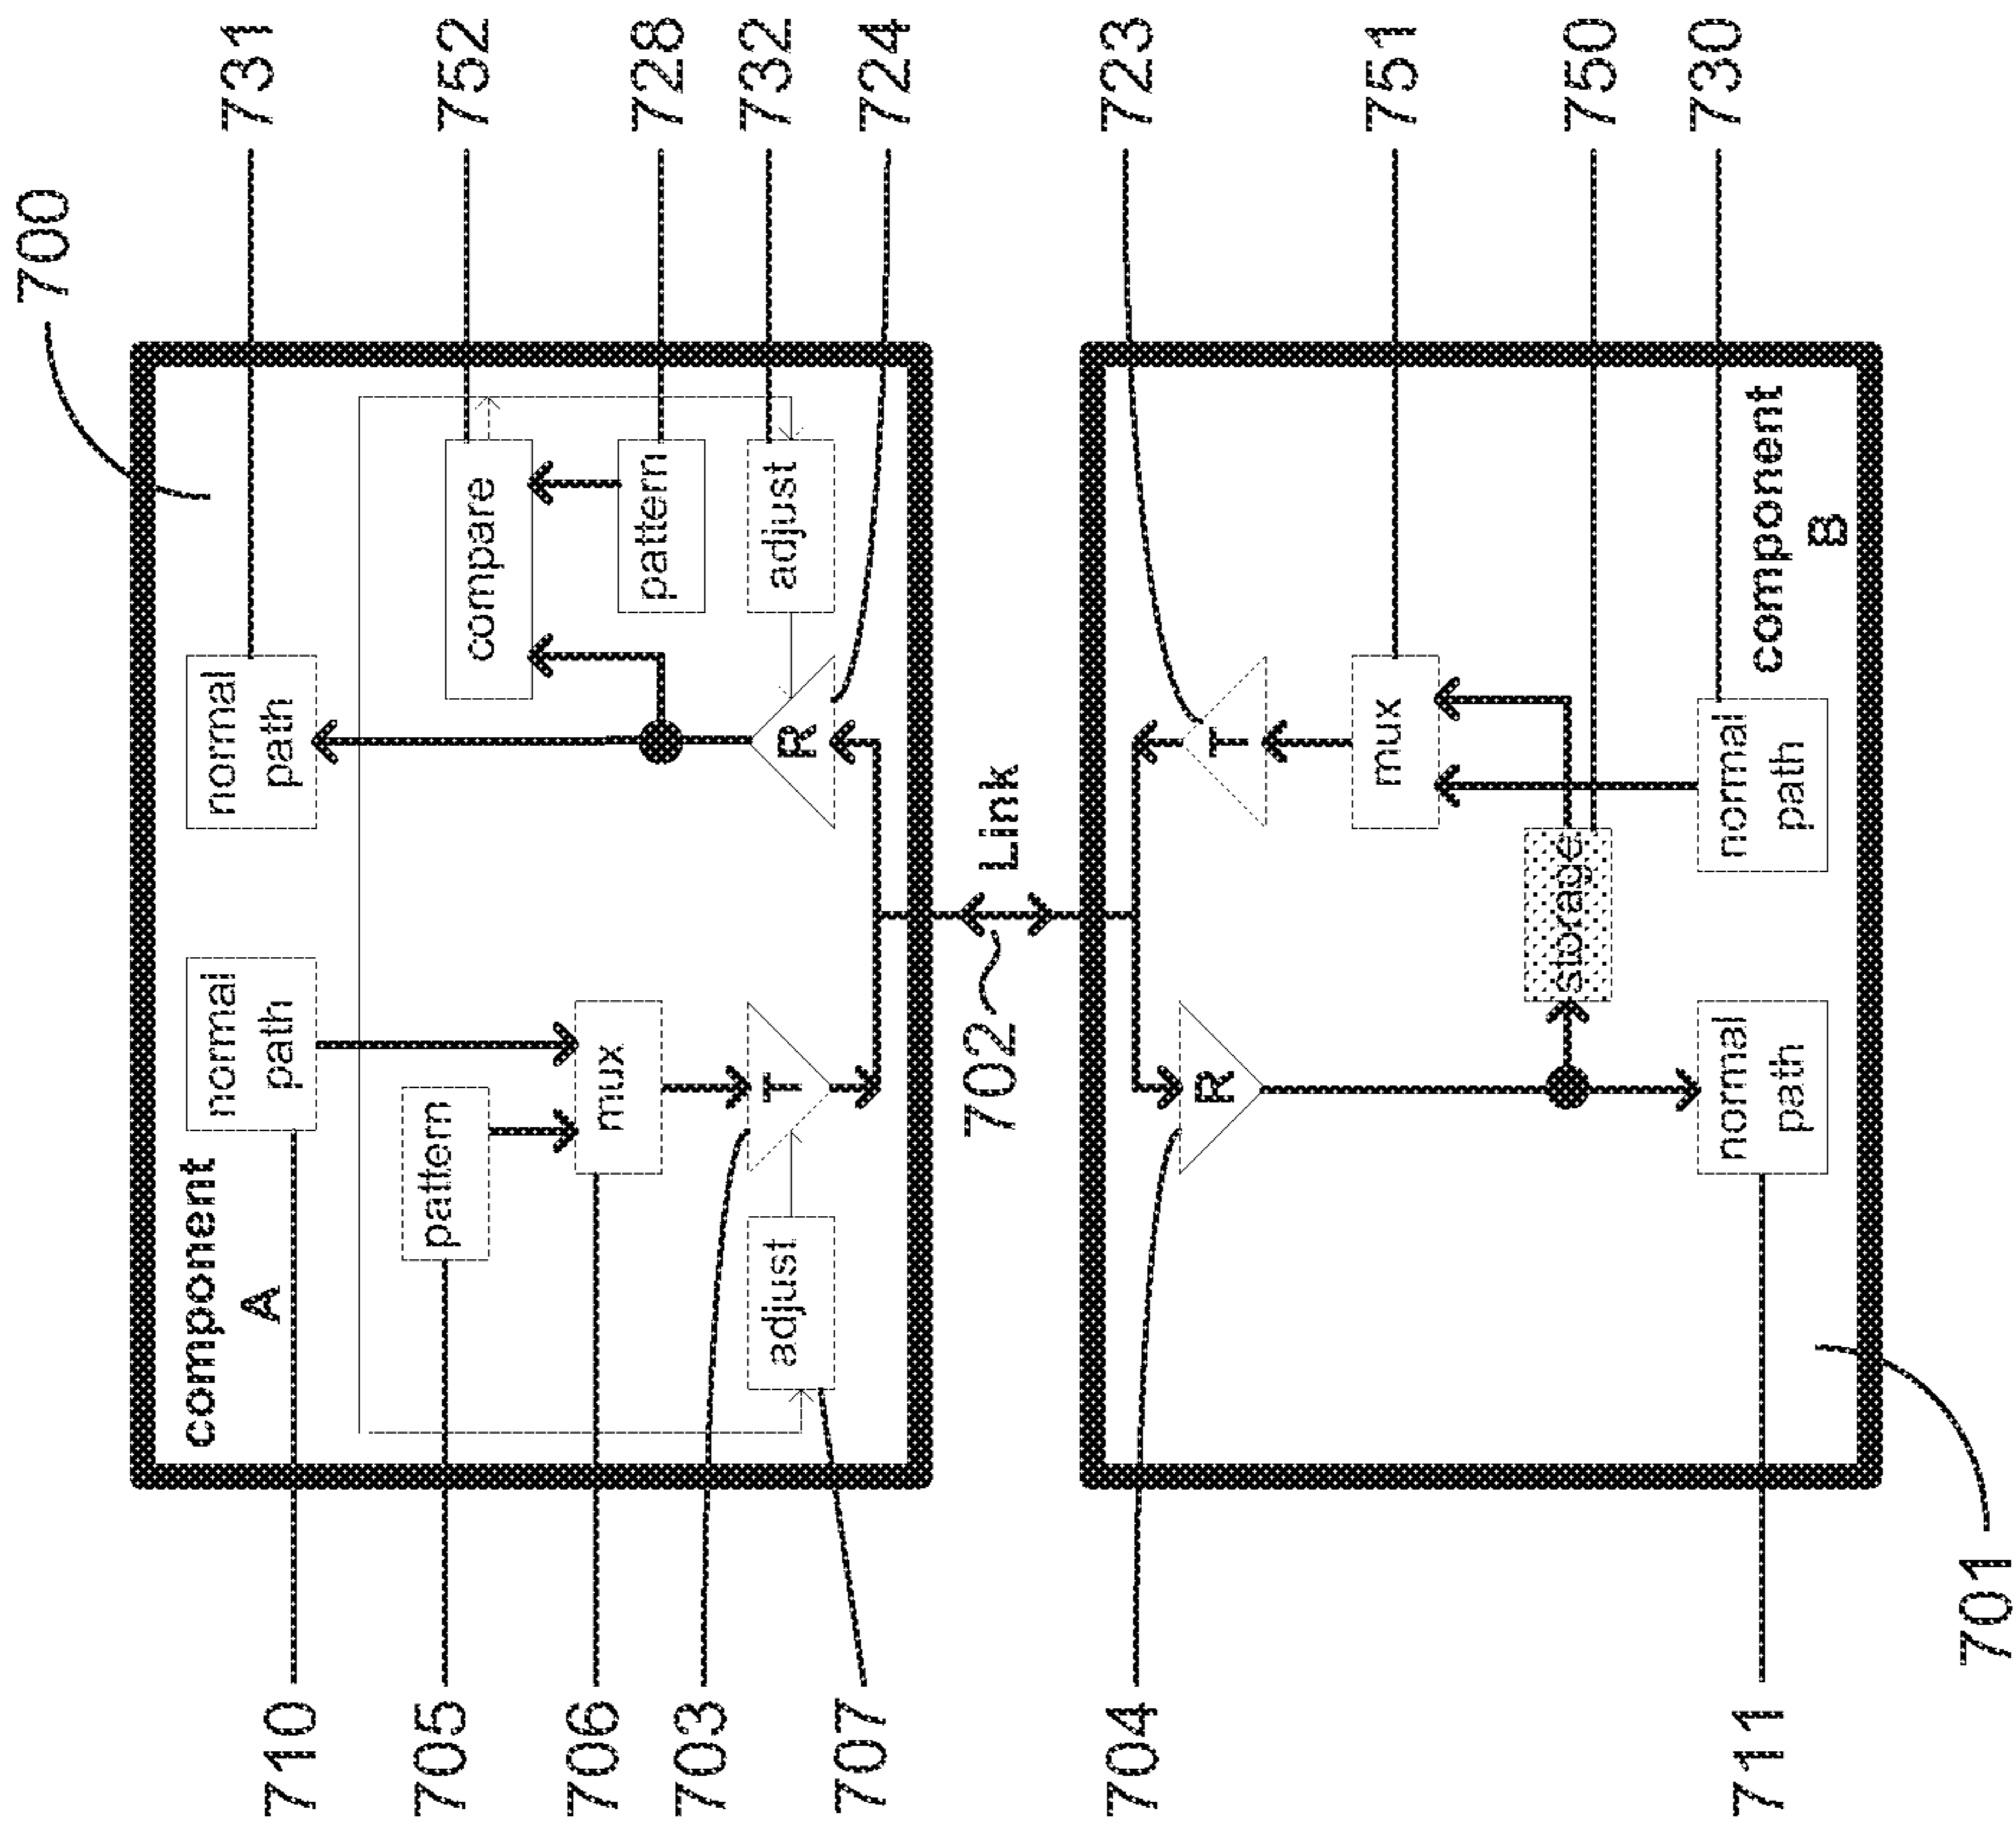 700
731
752
728
732
724
723
751
750
730
component
A
normal
path
normal
path
pattern
compare
mux
pattern
adjust
T
R
adjust
702
Link
R
T
mux
storage
normal
path
normal
path
component
B
710
705
706
703
707
704
711
701